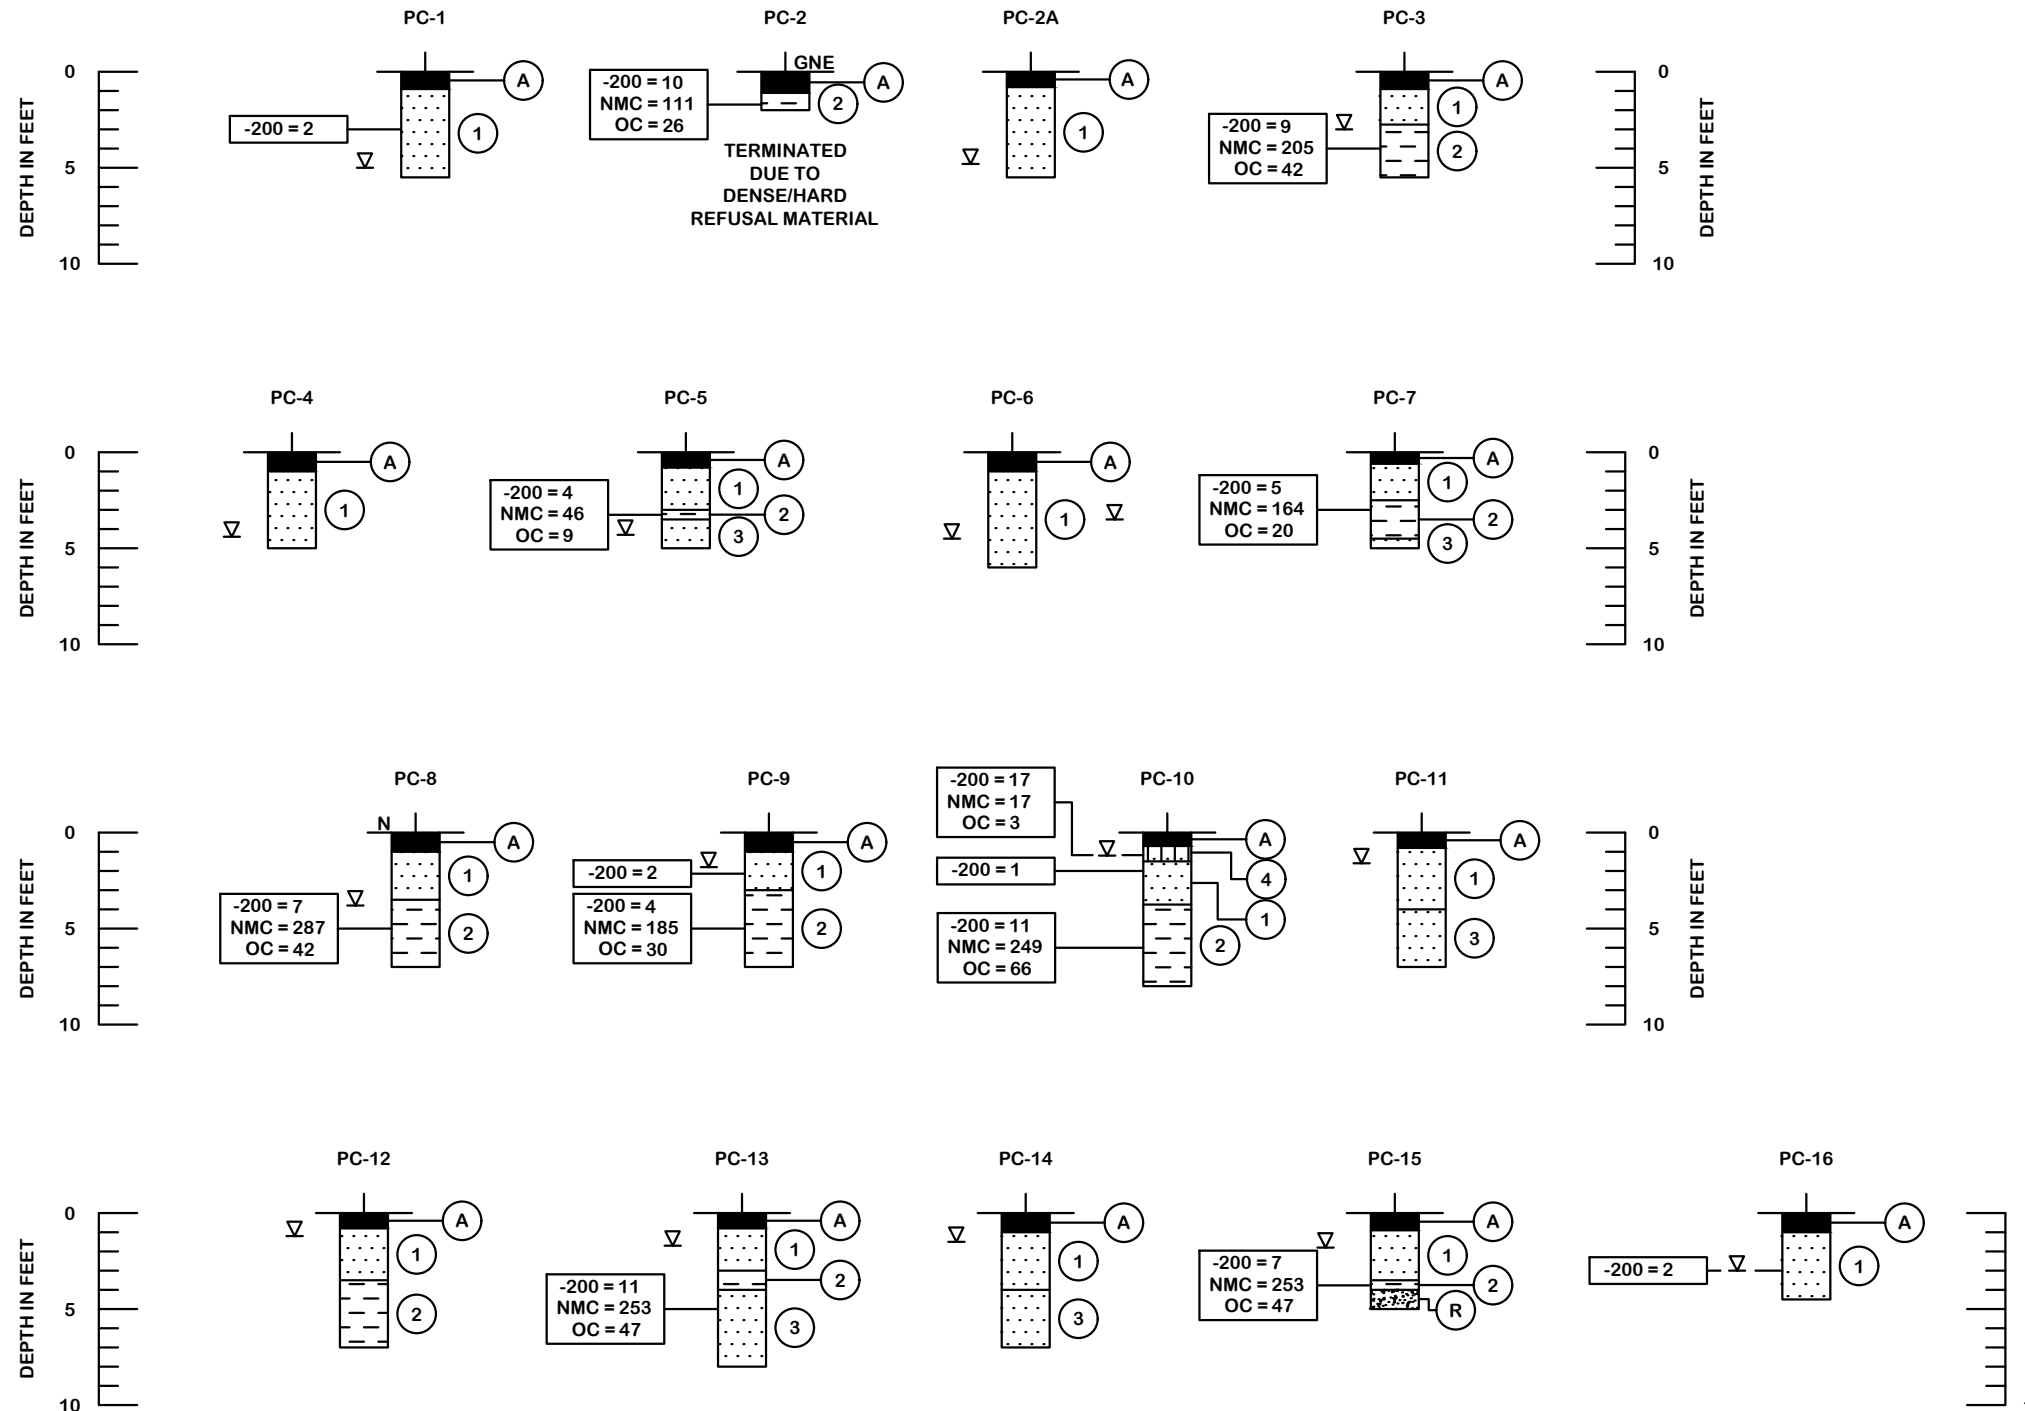 PC-1
PC-2
PC-2A
PC-3
DEPTH IN FEET
0
5
10
-200 = 2
A
1
GNE
-200 = 10
NMC = 111
OC = 26
A
2
TERMINATED
DUE TO
DENSE/HARD
REFUSAL MATERIAL
A
1
-200 = 9
NMC = 205
OC = 42
A
1
2
0
5
10
DEPTH IN FEET
PC-4
PC-5
PC-6
PC-7
DEPTH IN FEET
0
5
10
A
1
-200 = 4
NMC = 46
OC = 9
A
1
2
3
A
1
-200 = 5
NMC = 164
OC = 20
A
1
2
3
0
5
10
DEPTH IN FEET
PC-8
PC-9
PC-10
PC-11
DEPTH IN FEET
0
5
10
N
-200 = 7
NMC = 287
OC = 42
A
1
2
-200 = 2
-200 = 4
NMC = 185
OC = 30
A
1
2
-200 = 17
NMC = 17
OC = 3
-200 = 1
-200 = 11
NMC = 249
OC = 66
A
4
1
2
A
1
3
0
5
10
DEPTH IN FEET
PC-12
PC-13
PC-14
PC-15
PC-16
DEPTH IN FEET
0
5
10
A
1
2
-200 = 11
NMC = 253
OC = 47
A
1
2
3
A
1
3
-200 = 7
NMC = 253
OC = 47
A
1
2
R
-200 = 2
A
1